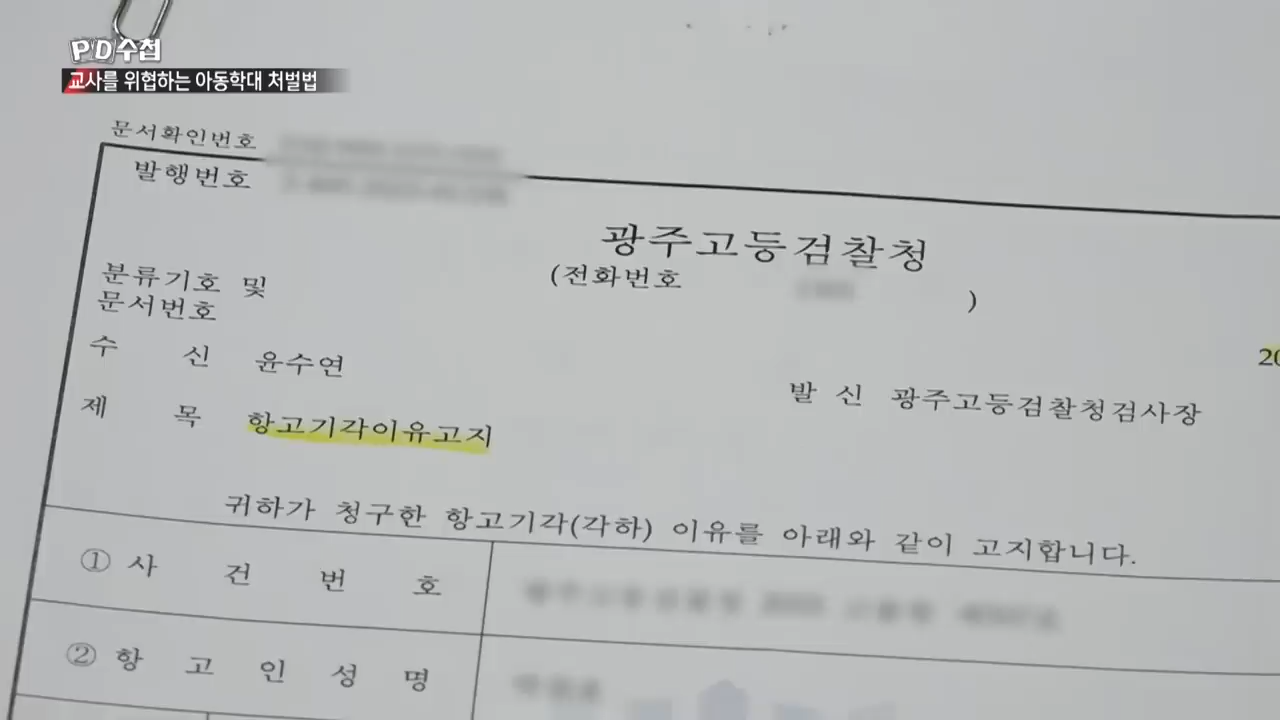 PD수첩
교사를 위협하는 아동학대 처벌법
문서확인번호
발행번호
광주고등검찰청
(전화번호 )
분류기호 및
문서번호
20
수 신 윤수연
발 신 광주고등검찰청검사장
제 목 항고기각이유고지
귀하가 청구한 항고기각(각하) 이유를 아래와 같이 고지합니다.
① 사 건 번 호
② 항 고 인 성 명